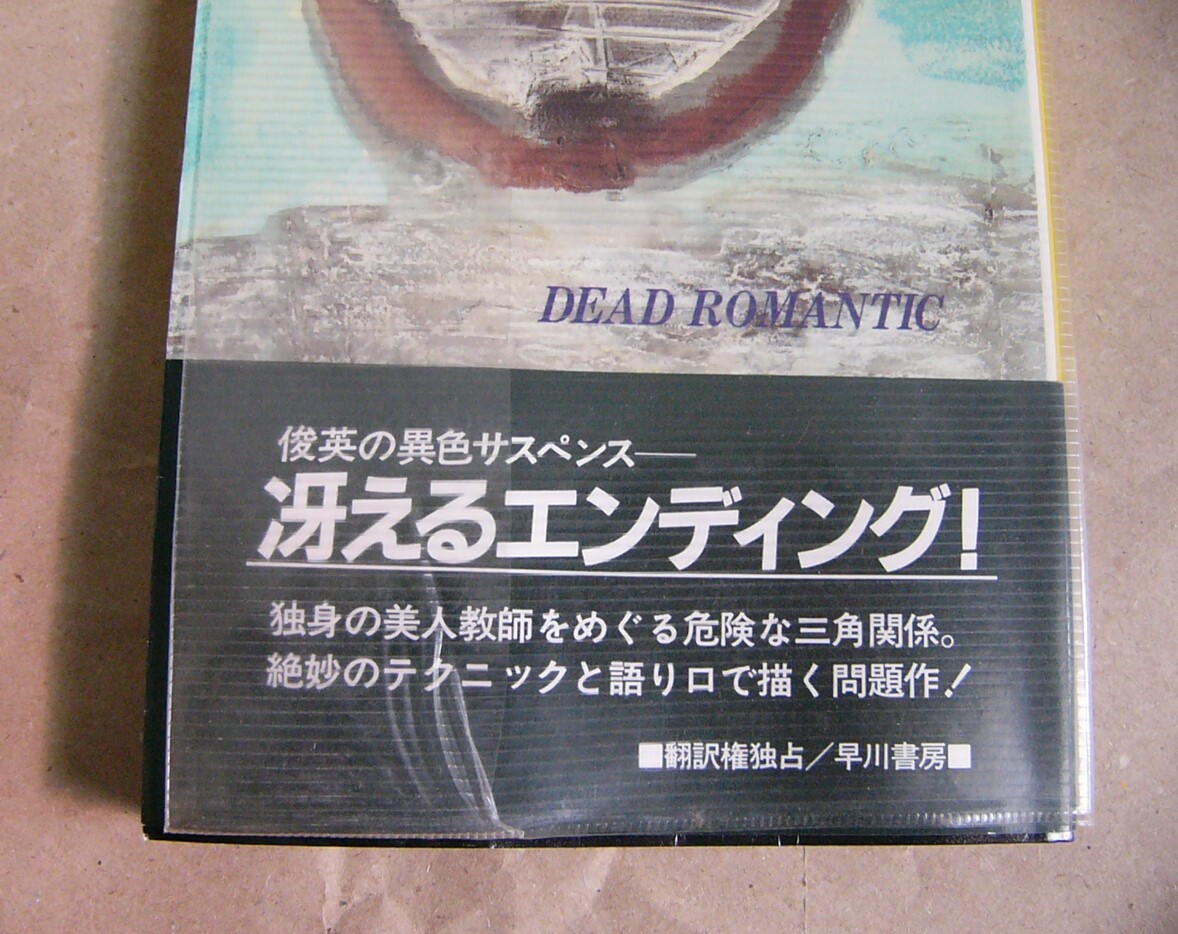 DEAD ROMANTIC
俊英の異色サスペンス——
冴えるエンディング!
独身の美人教師をめぐる危険な三角関係。
絶妙のテクニックと語り口で描く問題作!
■翻訳権独占/早川書房■